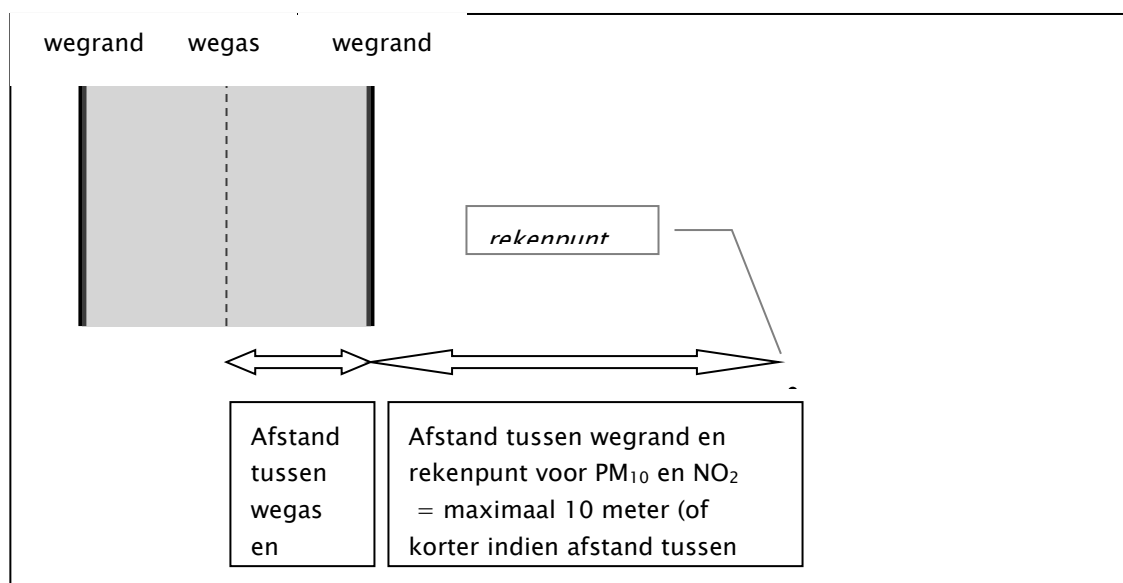 wegrand wegas wegrand
rekenpunt
Afstand
tussen
wegas
en
Afstand tussen wegrand en
rekenpunt voor PM₁₀ en NO₂
= maximaal 10 meter (of
korter indien afstand tussen